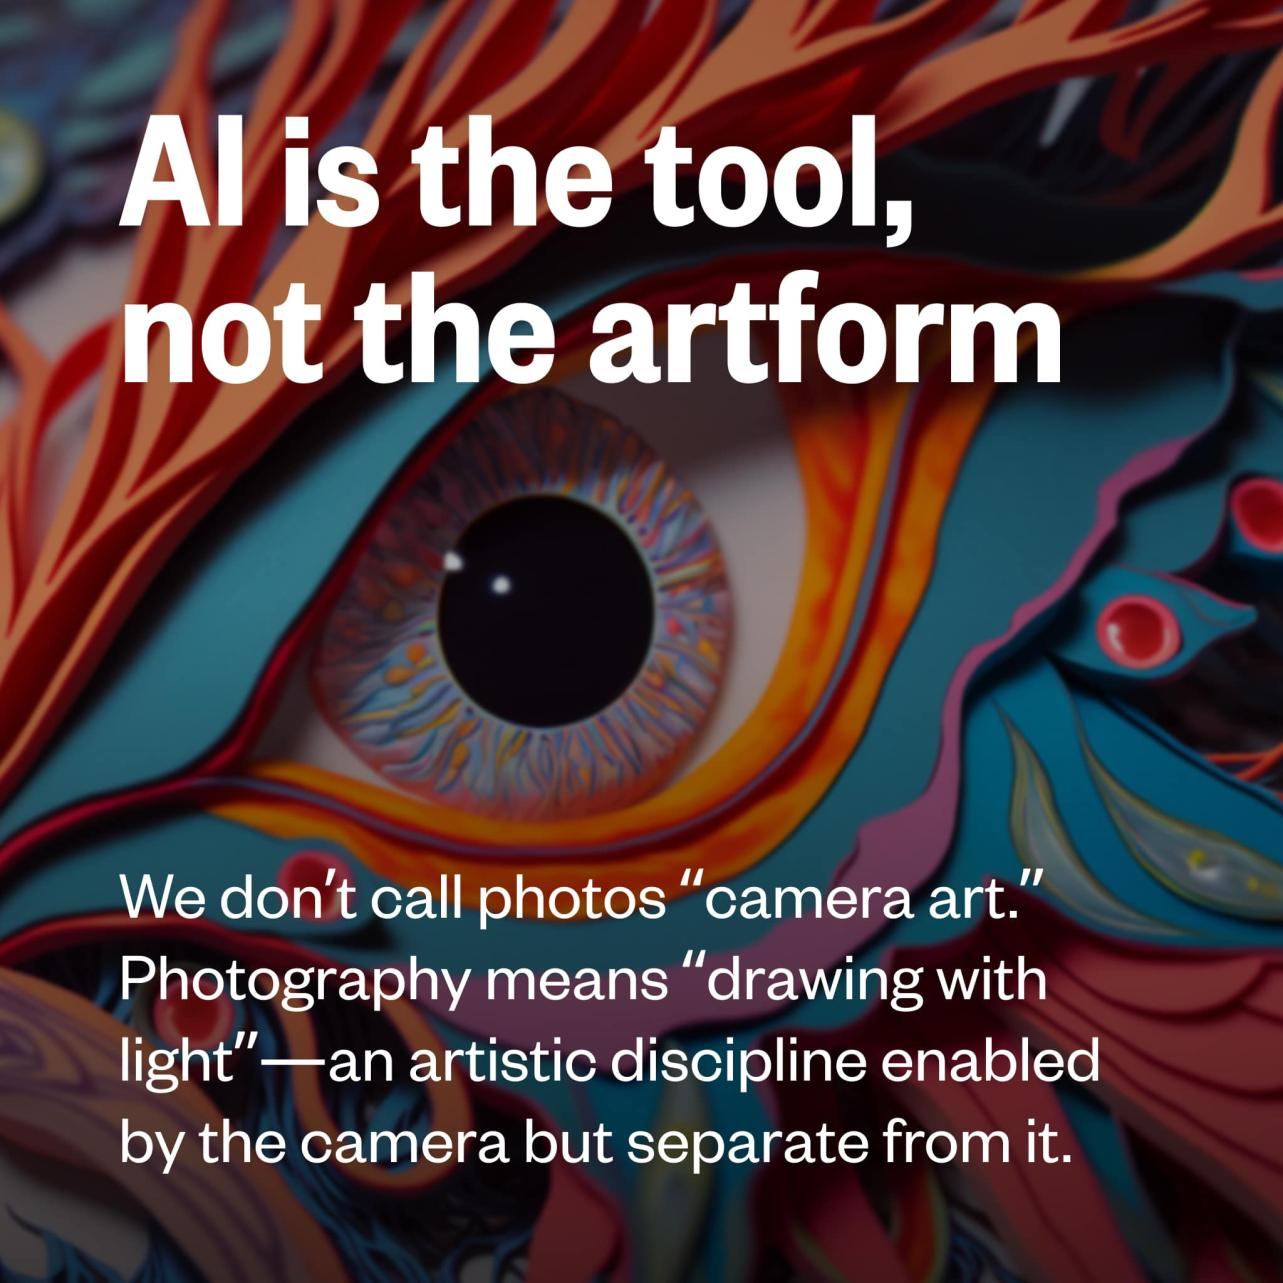 AI is the tool,
not the artform
We don’t call photos “camera art.”
Photography means “drawing with
light”—an artistic discipline enabled
by the camera but separate from it.